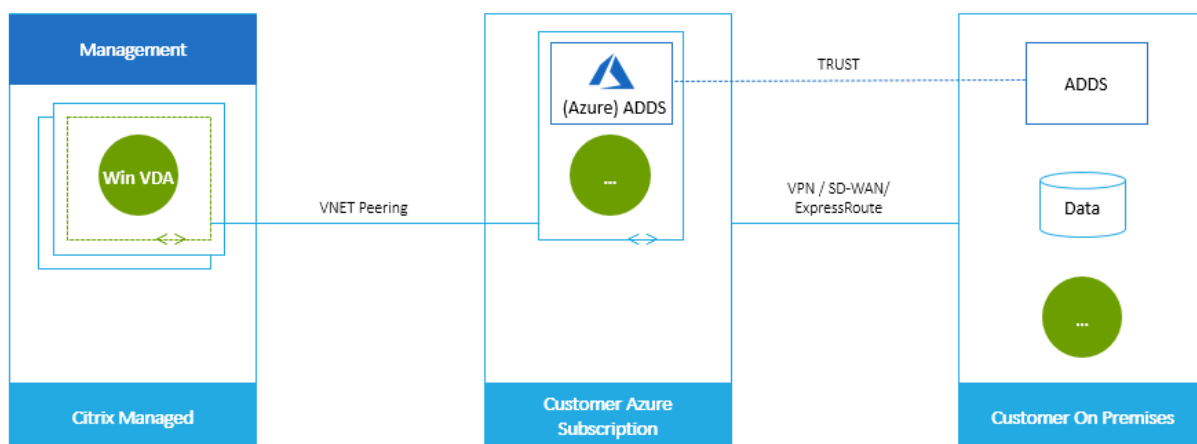 Management
Win VDA
Citrix Managed
VNET Peering
(Azure) ADDS
...
Customer Azure
Subscription
TRUST
VPN / SD-WAN/
ExpressRoute
ADDS
Data
...
Customer On Premises